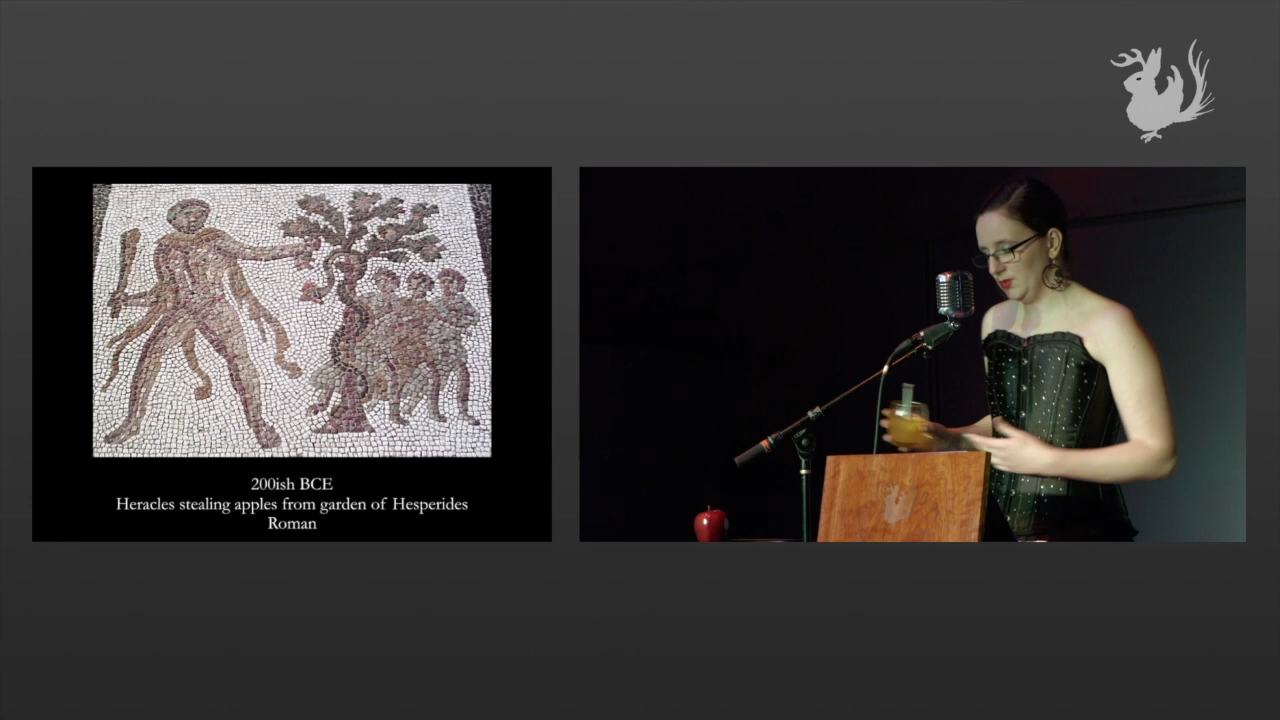 200ish BCE
Heracles stealing apples from garden of Hesperides
Roman